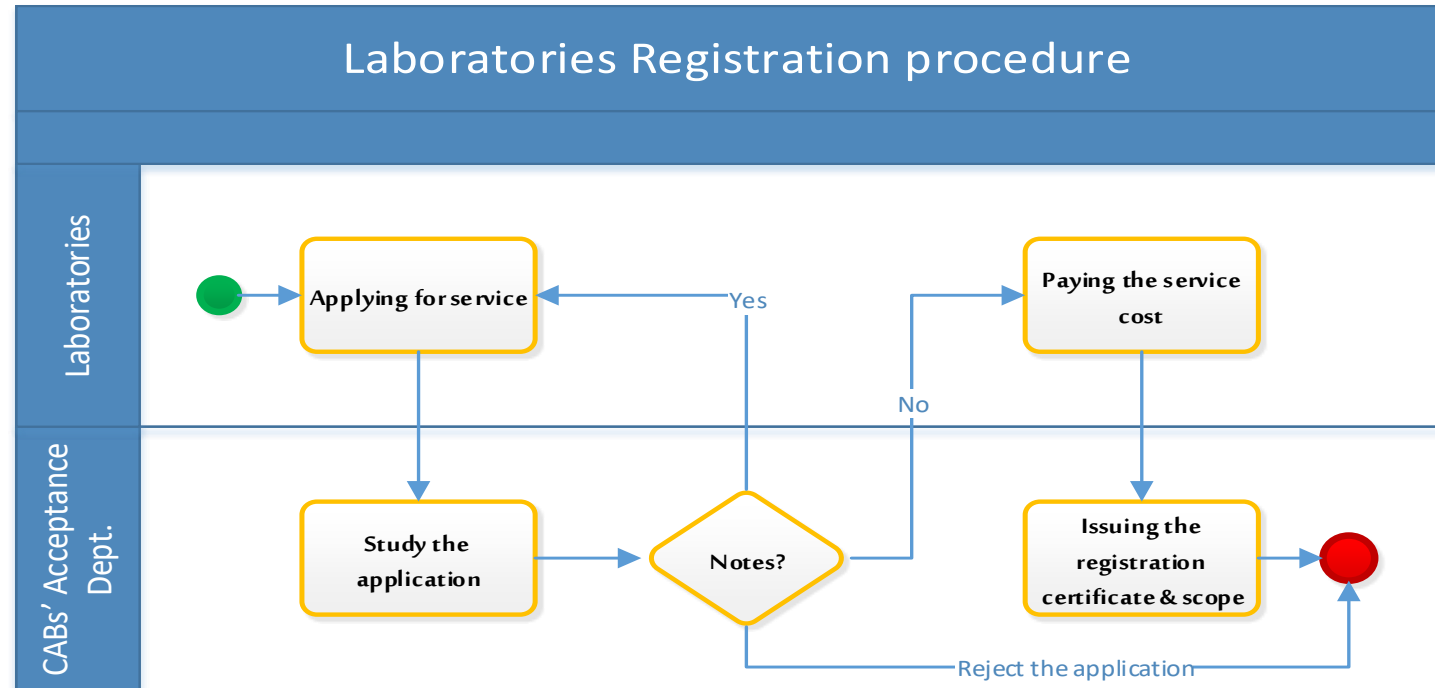 Laboratories Registration procedure
Laboratories
Applying for service
Yes
Paying the service
cost
No
CABs’ Acceptance
Dept.
Study the
application
Notes?
Issuing the
registration
certificate & scope
Reject the application